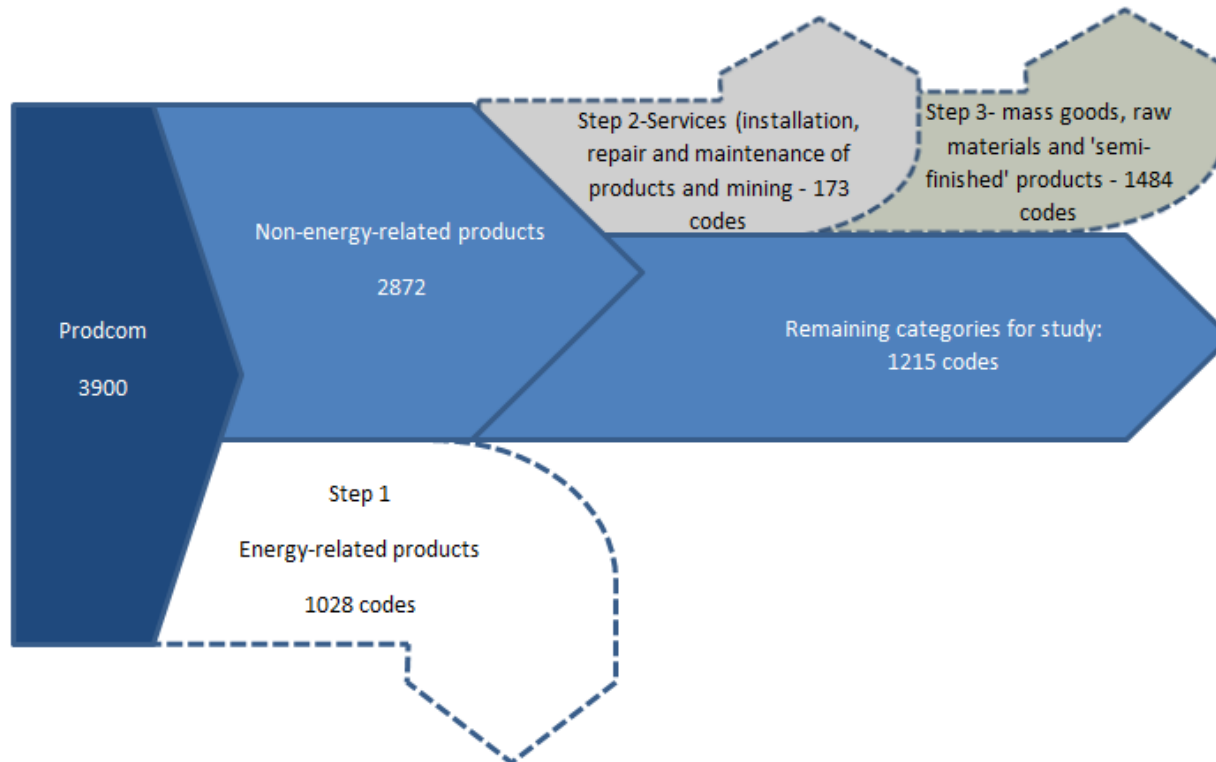 Prodcom
3900
Non-energy-related products
2872
Step 1
Energy-related products
1028 codes
Step 2-Services (installation,
repair and maintenance of
products and mining - 173
codes
Step 3- mass goods, raw
materials and 'semi-
finished' products - 1484
codes
Remaining categories for study:
1215 codes